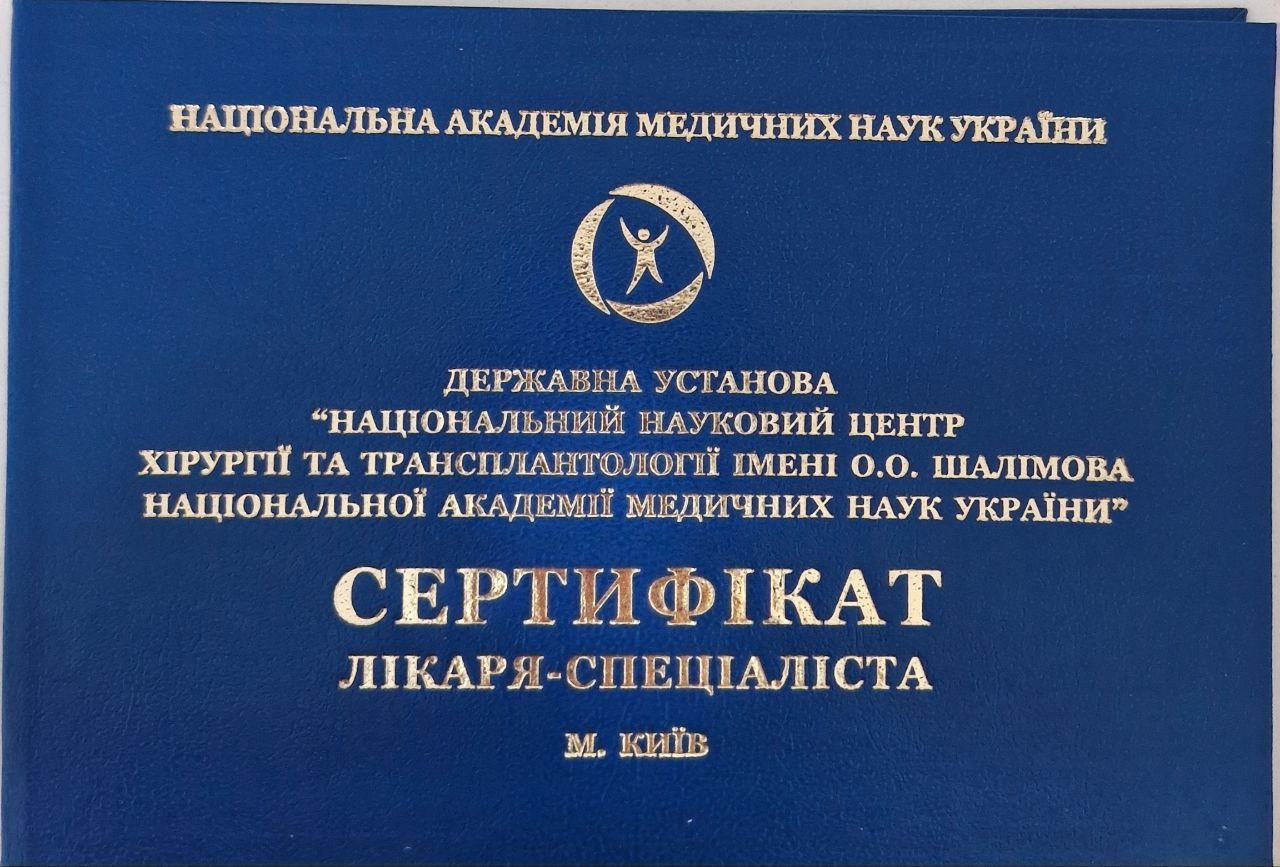 НАЦІОНАЛЬНА АКАДЕМІЯ МЕДИЧНИХ НАУК УКРАЇНИ
ДЕРЖАВНА УСТАНОВА
“НАЦІОНАЛЬНИЙ НАУКОВИЙ ЦЕНТР
ХІРУРГІЇ ТА ТРАНСПЛАНТОЛОГІЇ ІМЕНІ О.О. ШАЛІМОВА
НАЦІОНАЛЬНОЇ АКАДЕМІЇ МЕДИЧНИХ НАУК УКРАЇНИ”
СЕРТИФІКАТ
ЛІКАРЯ-СПЕЦІАЛІСТА
М. КИЇВ